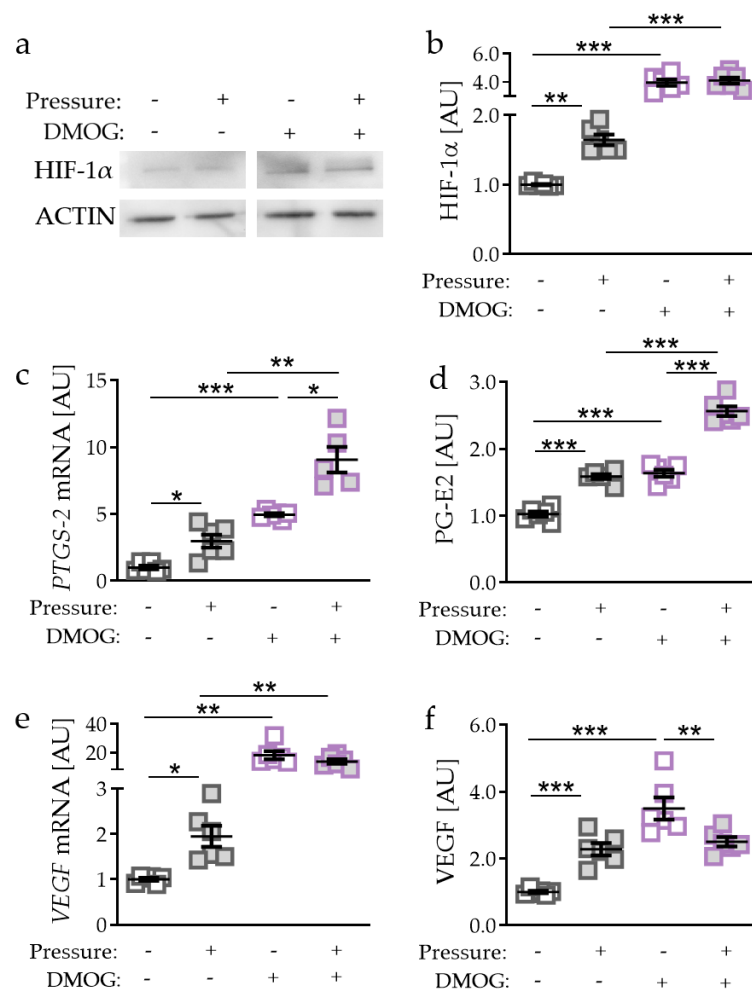 a
Pressure: - + - +
DMOG: - - + +
HIF-1α
ACTIN
b
***
***
**
HIF-1α [AU]
6.0
4.0
2.0
1.0
0.0
Pressure: - + - +
DMOG: - - + +
c
**
***
*
*
PTGS-2 mRNA [AU]
15
10
5
0
Pressure: - + - +
DMOG: - - + +
d
***
***
***
***
PG-E2 [AU]
3.0
2.0
1.0
0.0
Pressure: - + - +
DMOG: - - + +
e
**
**
*
VEGF mRNA [AU]
40
20
2
1
0
Pressure: - + - +
DMOG: - - + +
f
***
**
***
VEGF [AU]
6.0
4.0
2.0
0.0
Pressure: - + - +
DMOG: - - + +